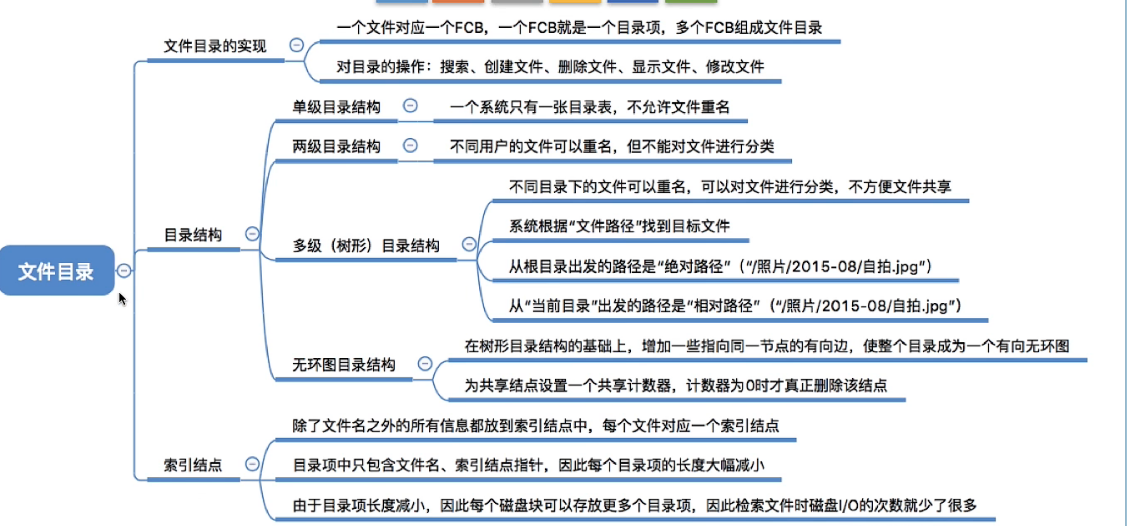 文件目录
文件目录的实现
一个文件对应一个FCB，一个FCB就是一个目录项，多个FCB组成文件目录
对目录的操作：搜索、创建文件、删除文件、显示文件、修改文件
目录结构
单级目录结构
一个系统只有一张目录表，不允许文件重名
两级目录结构
不同用户的文件可以重名，但不能对文件进行分类
多级（树形）目录结构
不同目录下的文件可以重名，可以对文件进行分类，不方便文件共享
系统根据“文件路径”找到目标文件
从根目录出发的路径是“绝对路径”（“/照片/2015-08/自拍.jpg”）
从“当前目录”出发的路径是“相对路径”（“/照片/2015-08/自拍.jpg”）
无环图目录结构
在树形目录结构的基础上，增加一些指向同一节点的有向边，使整个目录成为一个有向无环图
为共享结点设置一个共享计数器，计数器为0时才真正删除该结点
索引结点
除了文件名之外的所有信息都放到索引结点中，每个文件对应一个索引结点
目录项中只包含文件名、索引结点指针，因此每个目录项的长度大幅减小
由于目录项长度减小，因此每个磁盘块可以存放更多个目录项，因此检索文件时磁盘I/O的次数就少了很多